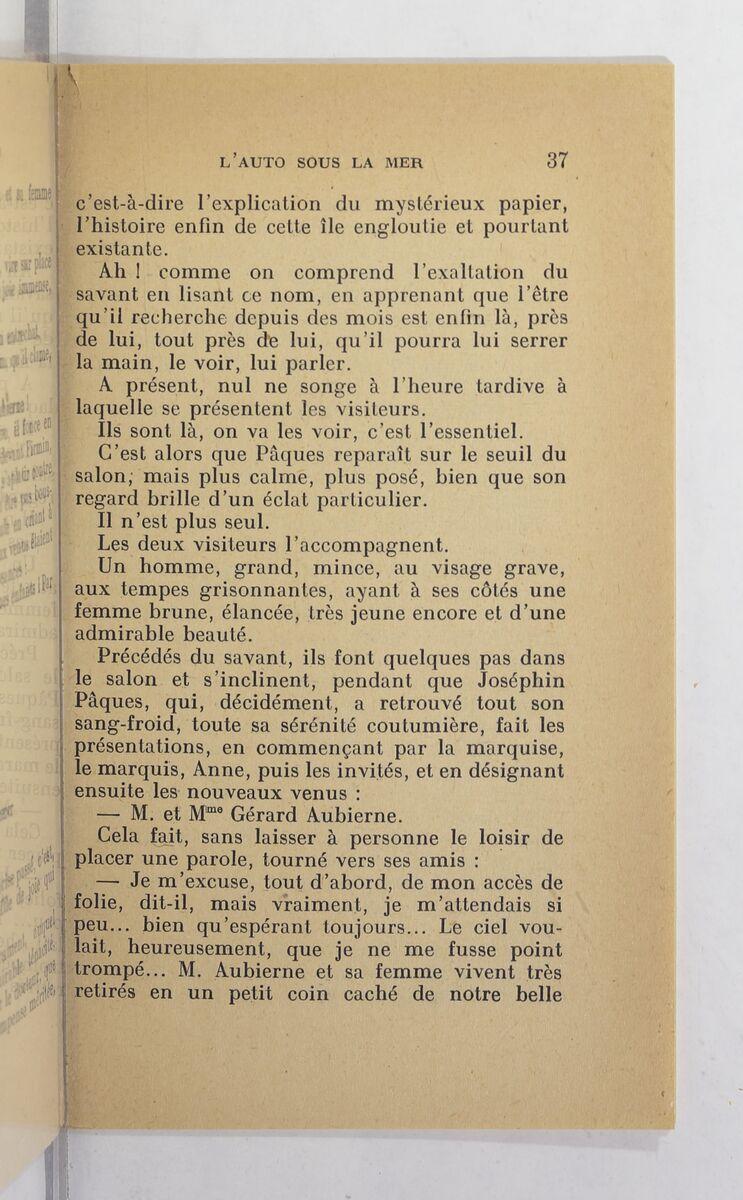 L'AUTO SOUS LA MER 37
c'est-à-dire l'explication du mystérieux papier,
l'histoire enfin de cette île engloutie et pourtant
existante.
Ah ! comme on comprend l'exaltation du
savant en lisant ce nom, en apprenant que l'être
qu'il recherche depuis des mois est enfin là, près
de lui, tout près de lui, qu'il pourra lui serrer
la main, le voir, lui parler.
A présent, nul ne songe à l'heure tardive à
laquelle se présentent les visiteurs.
Ils sont là, on va les voir, c'est l'essentiel.
C'est alors que Pâques reparaît sur le seuil du
salon, mais plus calme, plus posé, bien que son
regard brille d'un éclat particulier.
Il n'est plus seul.
Les deux visiteurs l'accompagnent.
Un homme, grand, mince, au visage grave,
aux tempes grisonnantes, ayant à ses côtés une
femme brune, élancée, très jeune encore et d'une
admirable beauté.
Précédés du savant, ils font quelques pas dans
le salon et s'inclinent, pendant que Joséphin
Pâques, qui, décidément, a retrouvé tout son
sang-froid, toute sa sérénité coutumière, fait les
présentations, en commençant par la marquise,
le marquis, Anne, puis les invités, et en désignant
ensuite les nouveaux venus :
— M. et Mme Gérard Aubierne.
Cela fait, sans laisser à personne le loisir de
placer une parole, tourné vers ses amis :
— Je m'excuse, tout d'abord, de mon accès de
folie, dit-il, mais vraiment, je m'attendais si
peu... bien qu'espérant toujours... Le ciel vou-
lait, heureusement, que je ne me fusse point
trompé... M. Aubierne et sa femme vivent très
retirés en un petit coin caché de notre belle